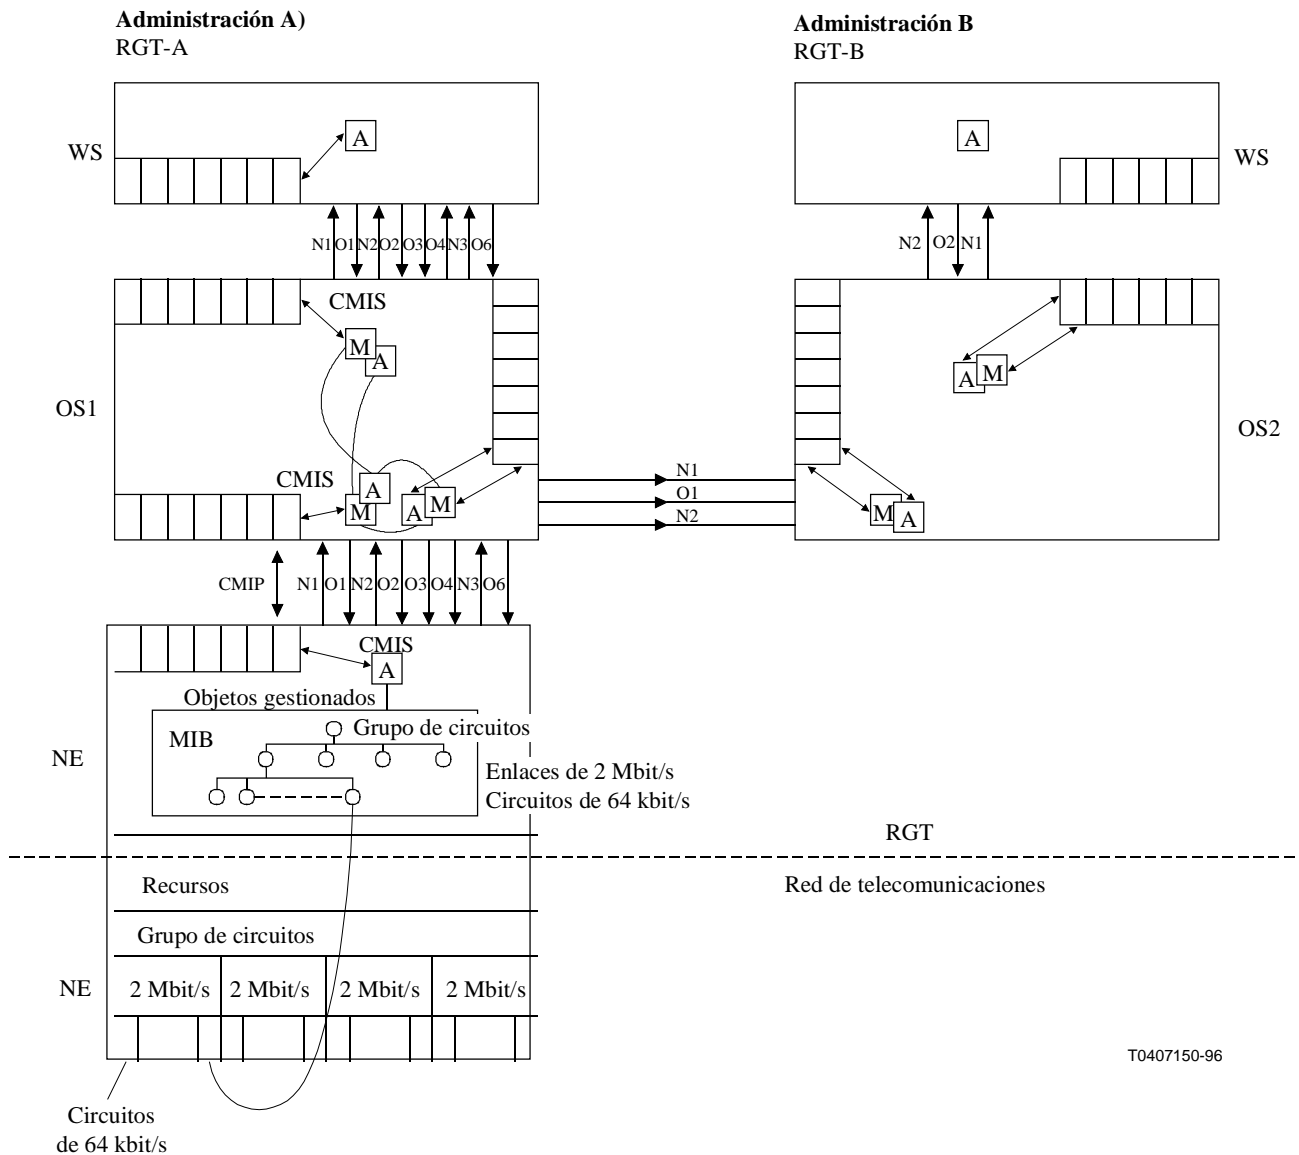 Administración A)
RGT-A
Administración B
RGT-B
WS
A
A
WS
N1 O1 N2 O2 O3 O4 N3 O6
N2 O2 N1
CMIS
M
A
A M
OS1
OS2
CMIS
A
M
A M
N1
O1
N2
M A
CMIP
N1 O1 N2 O2 O3 O4 N3 O6
CMIS
A
Objetos gestionados
MIB
Grupo de circuitos
NE
Enlaces de 2 Mbit/s
Circuitos de 64 kbit/s
RGT
Recursos
Red de telecomunicaciones
Grupo de circuitos
NE
2 Mbit/s 2 Mbit/s 2 Mbit/s 2 Mbit/s
T0407150-96
Circuitos
de 64 kbit/s